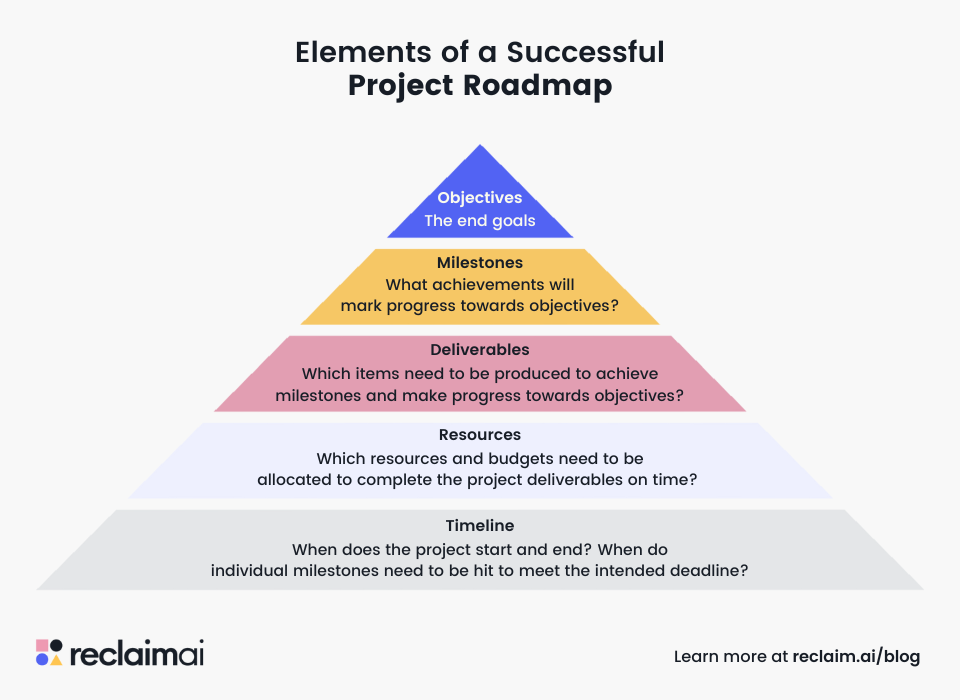 Elements of a Successful
Project Roadmap
Objectives
The end goals
Milestones
What achievements will
mark progress towards objectives?
Deliverables
Which items need to be produced to achieve
milestones and make progress towards objectives?
Resources
Which resources and budgets need to be
allocated to complete the project deliverables on time?
Timeline
When does the project start and end? When do
individual milestones need to be hit to meet the intended deadline?
reclaimai
Learn more at reclaim.ai/blog